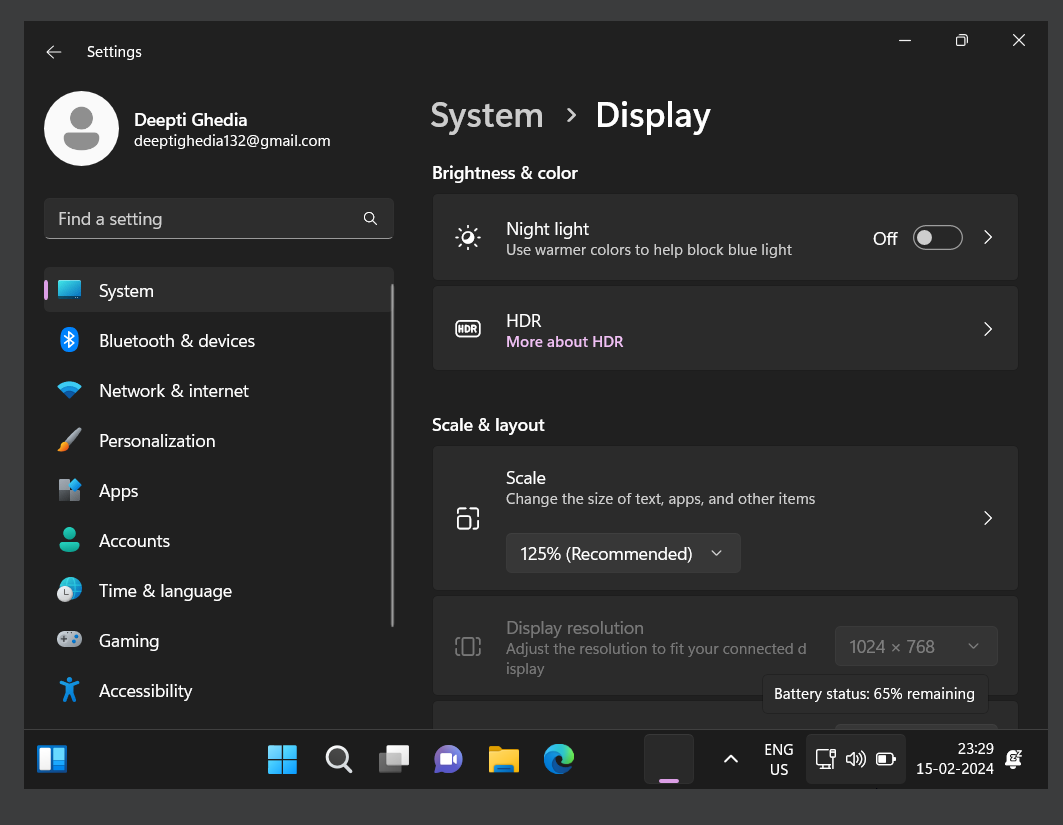 Settings
Deepti Ghedia
deeptighedia132@gmail.com
Find a setting
System
Bluetooth & devices
Network & internet
Personalization
Apps
Accounts
Time & language
Gaming
Accessibility
System › Display
Brightness & color
Night light
Use warmer colors to help block blue light
Off
HDR
HDR
More about HDR
Scale & layout
Scale
Change the size of text, apps, and other items
125% (Recommended)
Display resolution
Adjust the resolution to fit your connected d
isplay
1024 × 768
Battery status: 65% remaining
ENG
US
23:29
15-02-2024